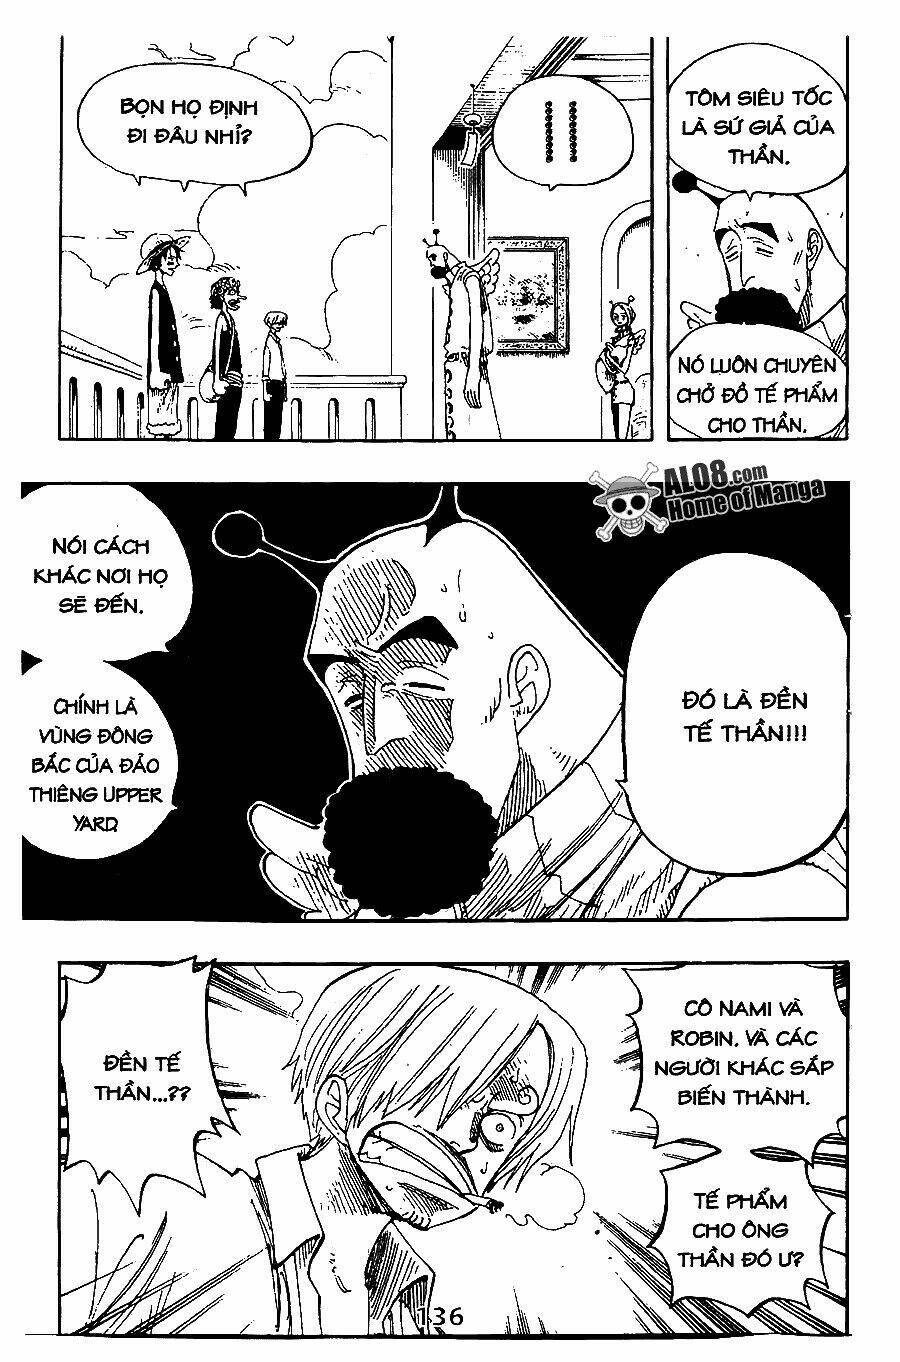 TÔM SIÊU TỐC
LÀ SỨ GIẢ CỦA
THẦN.
NÓ LUÔN CHUYÊN
CHỞ ĐỒ TẾ PHẨM
CHO THẦN.
BỌN HỌ ĐỊNH
ĐI ĐÂU NHỈ?
AL08.com
Home of Manga
ĐÓ LÀ ĐỀN
TẾ THẦN!!!
NÓI CÁCH
KHÁC NƠI HỌ
SẼ ĐẾN.
CHÍNH LÀ
VÙNG ĐÔNG
BẮC CỦA ĐẢO
THIÊNG UPPER
YARD
CÔ NAMI VÀ
ROBIN. VÀ CÁC
NGƯỜI KHÁC SẮP
BIẾN THÀNH.
TẾ PHẨM
CHO ÔNG
THẦN ĐÓ Ư?
ĐỀN TẾ
THẦN...??
136